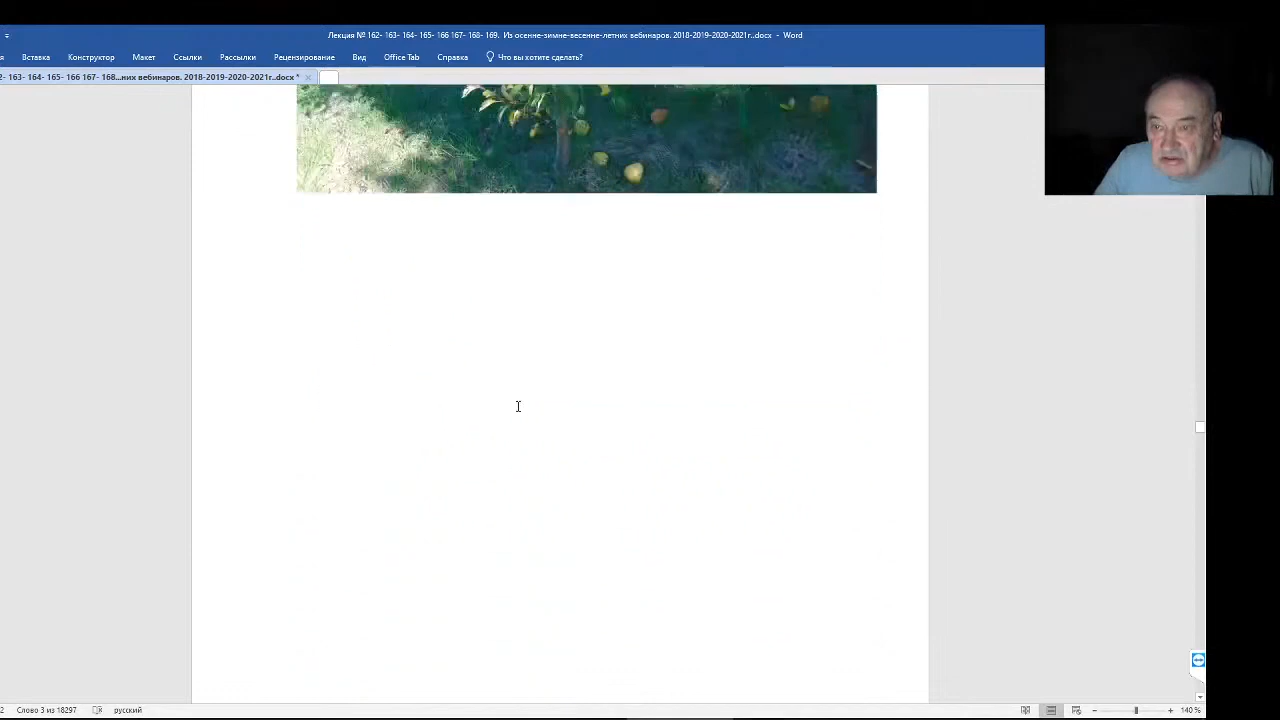 Лекция № 162- 163- 164- 165- 166 167- 168- 169.  Из осенне-зимне-весенне-летних вебинаров. 2018-2019-2020-2021г..docx  -  Word
я Вставка Конструктор Макет Ссылки Рассылки Рецензирование Вид Office Tab Справка Что вы хотите сделать?
2- 163- 164- 165- 166 167- 168...них вебинаров. 2018-2019-2020-2021г..docx *
2 Слово 3 из 18297 русский 140 %